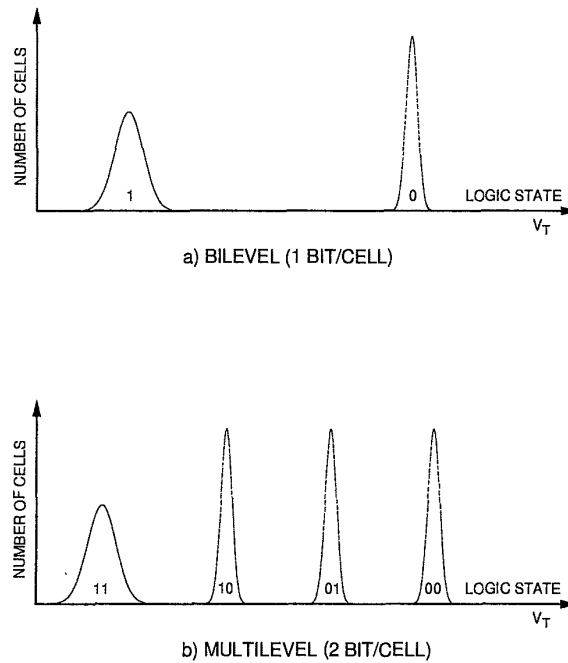 NUMBER OF CELLS
1
0
LOGIC STATE
V_T
a) BILEVEL (1 BIT/CELL)
NUMBER OF CELLS
11
10
01
00
LOGIC STATE
V_T
b) MULTILEVEL (2 BIT/CELL)